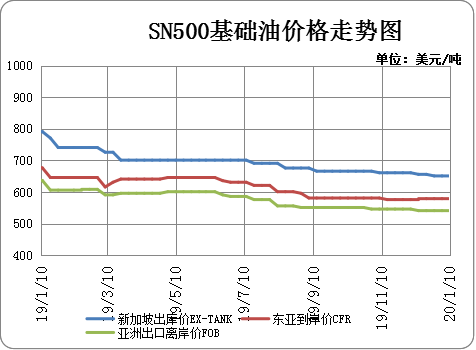 SN500基础油价格走势图
单位：美元/吨
1000
900
800
700
600
500
400
19/1/10
19/3/10
19/5/10
19/7/10
19/9/10
19/11/10
20/1/10
新加坡出库价EX-TANK
东亚到岸价CFR
亚洲出口离岸价FOB